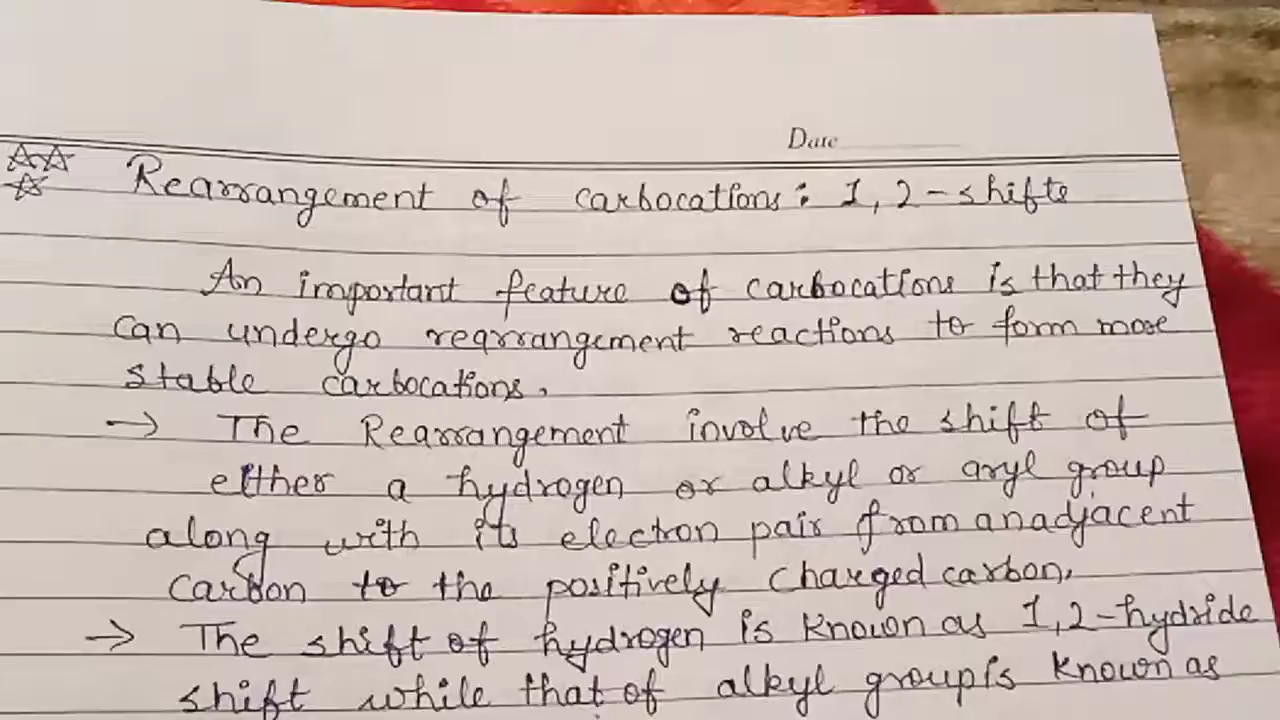 Date
Rearrangement of carbocations: 1,2-shifts
An important feature of carbocations is that they
can undergo rearrangement reactions to form more
stable carbocations.
→ The Rearrangement involve the shift of
either a hydrogen or alkyl or aryl group
along with its electron pair from an adjacent
carbon to the positively charged carbon.
→ The shift of hydrogen is known as 1,2-hydride
shift while that of alkyl group is known as